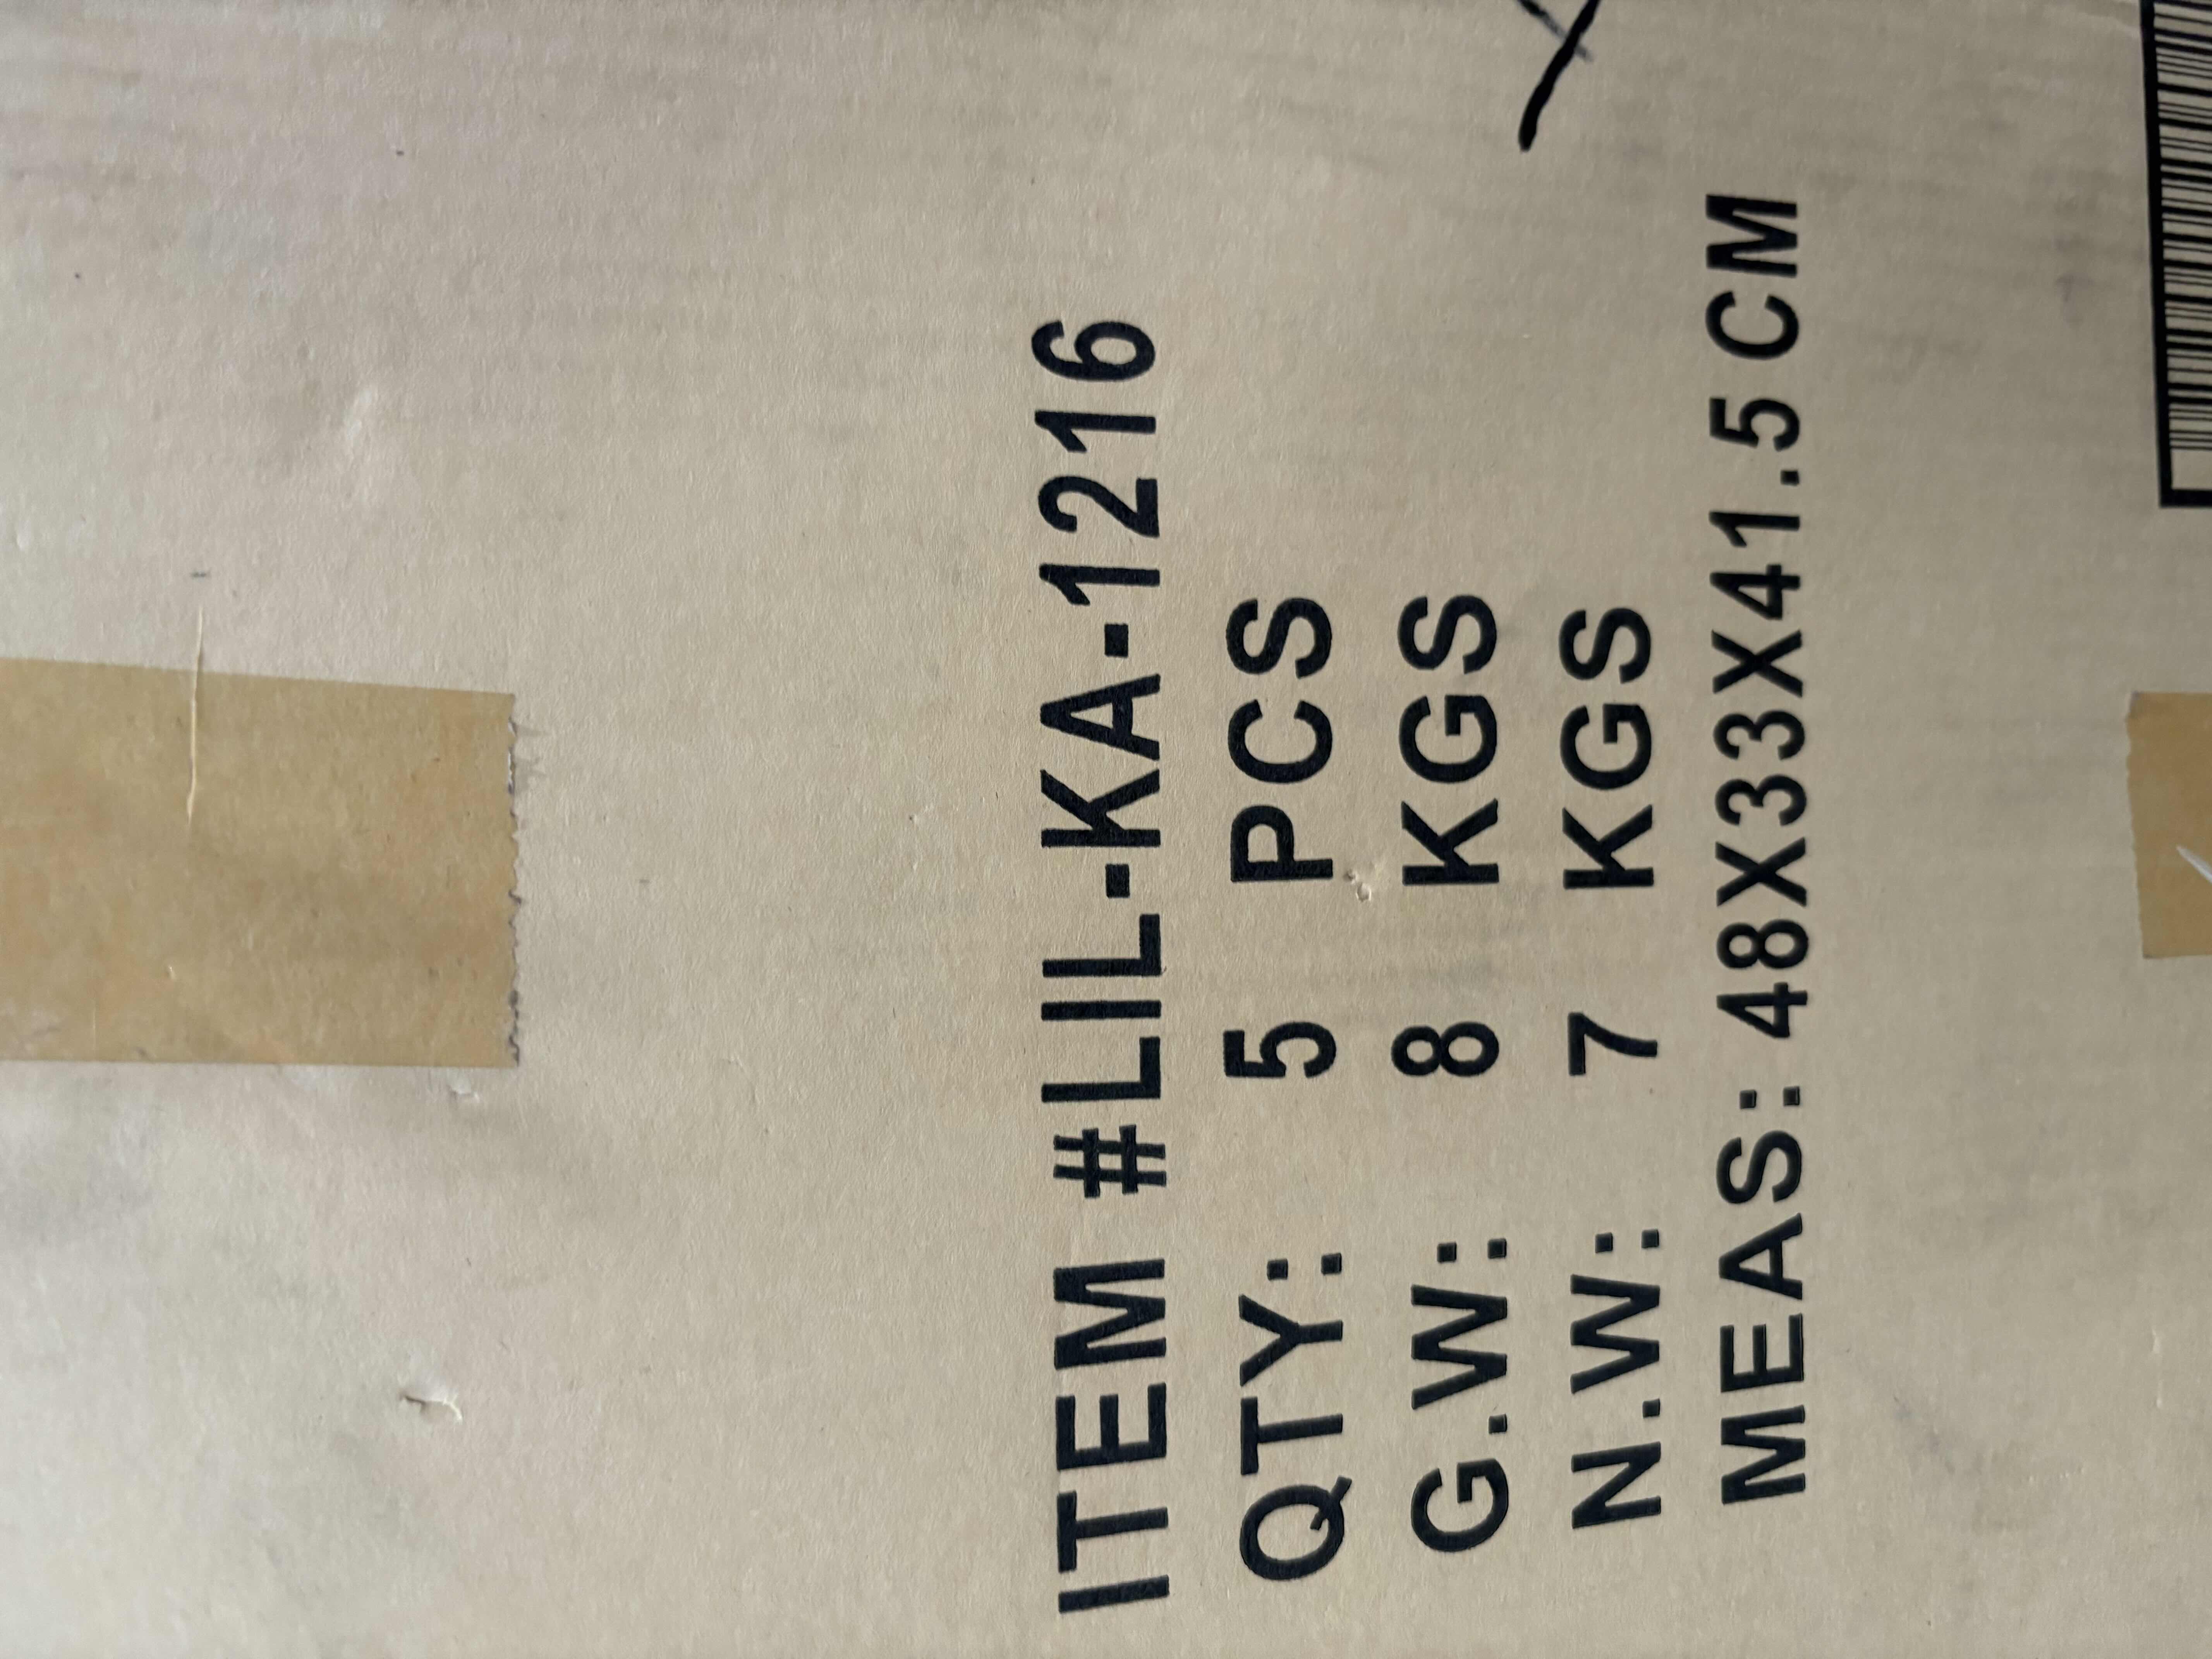 ITEM #LIL-KA-1216
QTY: 5 PCS
G.W: 8 KGS
N.W: 7 KGS
MEAS: 48X33X41.5 CM